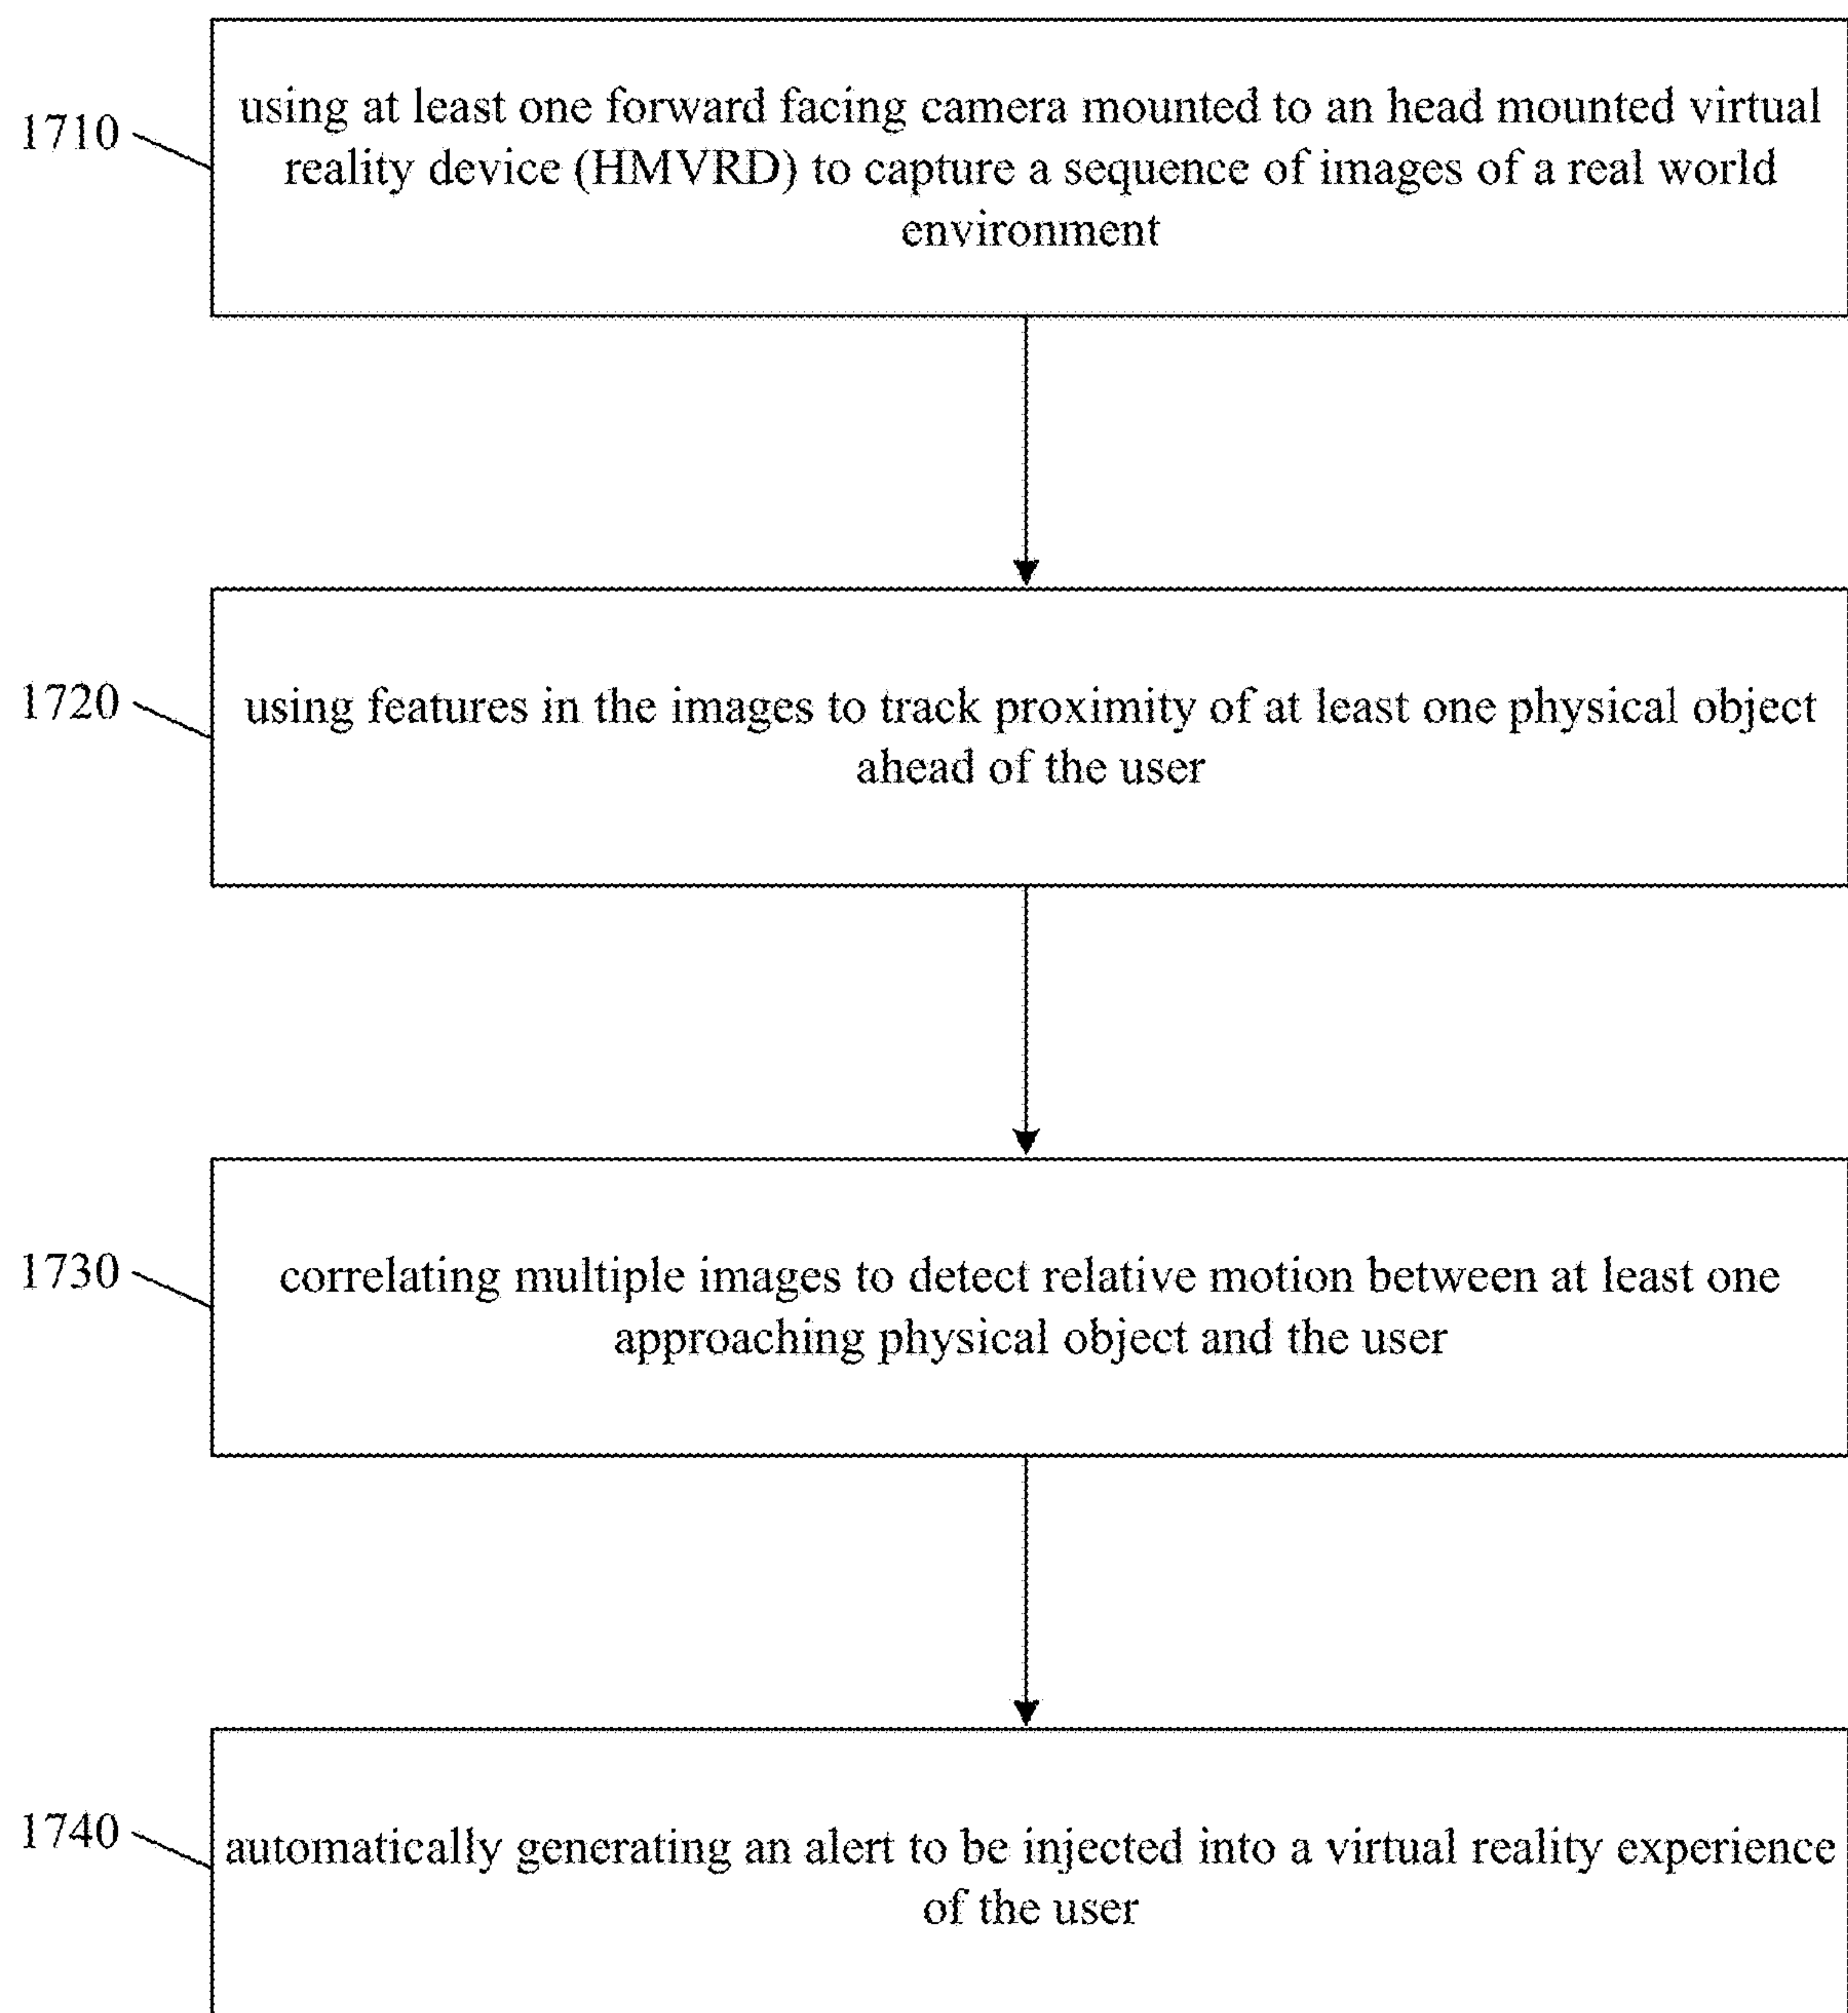 1710
using at least one forward facing camera mounted to an head mounted virtual
reality device (HMVRD) to capture a sequence of images of a real world
environment
1720
using features in the images to track proximity of at least one physical object
ahead of the user
1730
correlating multiple images to detect relative motion between at least one
approaching physical object and the user
1740
automatically generating an alert to be injected into a virtual reality experience
of the user